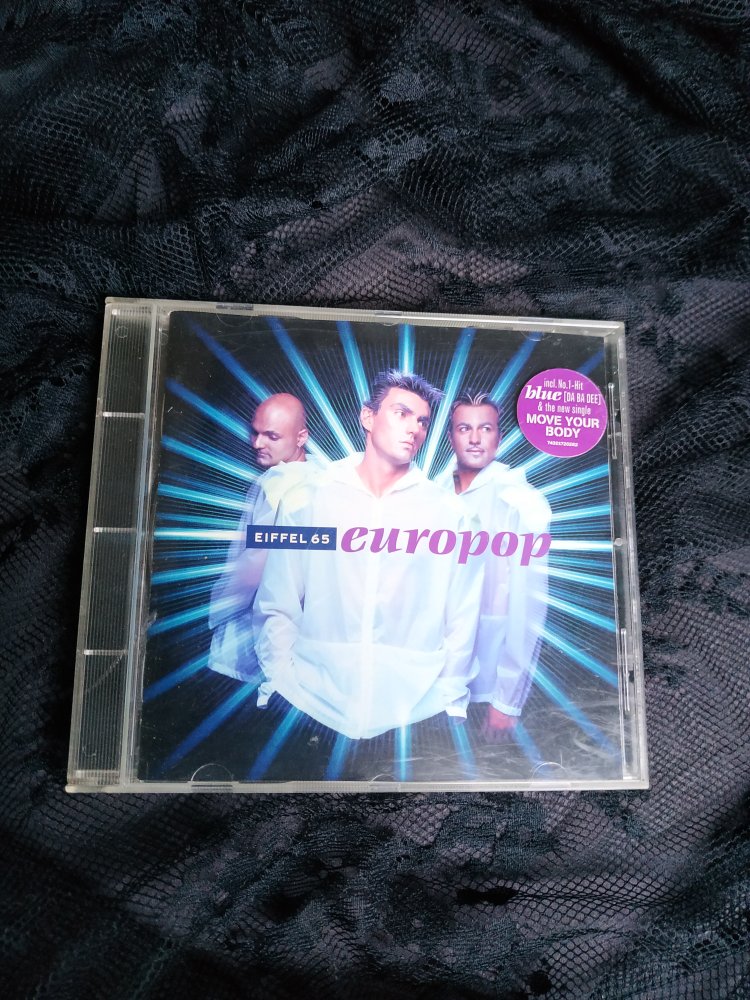 incl. No.1-Hit
blue [DA BA DEE]
& the new single
MOVE YOUR
BODY
EIFFEL 65 europop